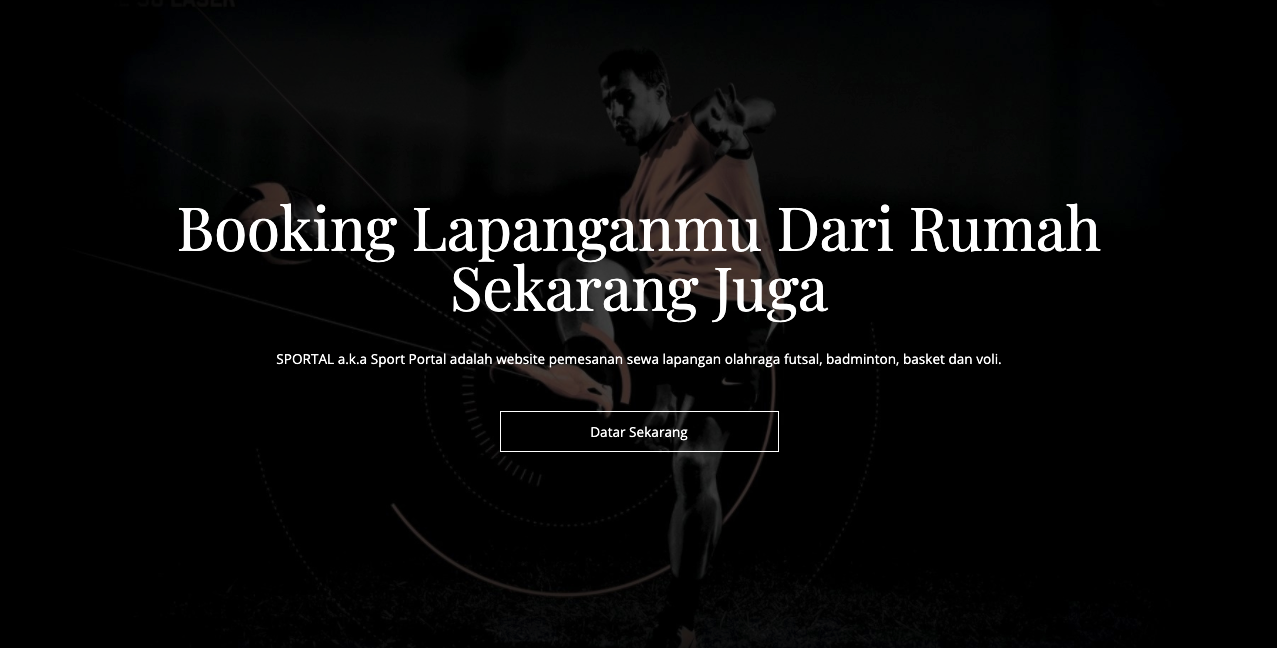 Booking Lapanganmu Dari Rumah
Sekarang Juga
SPORTAL a.k.a Sport Portal adalah website pemesanan sewa lapangan olahraga futsal, badminton, basket dan voli.
Datar Sekarang